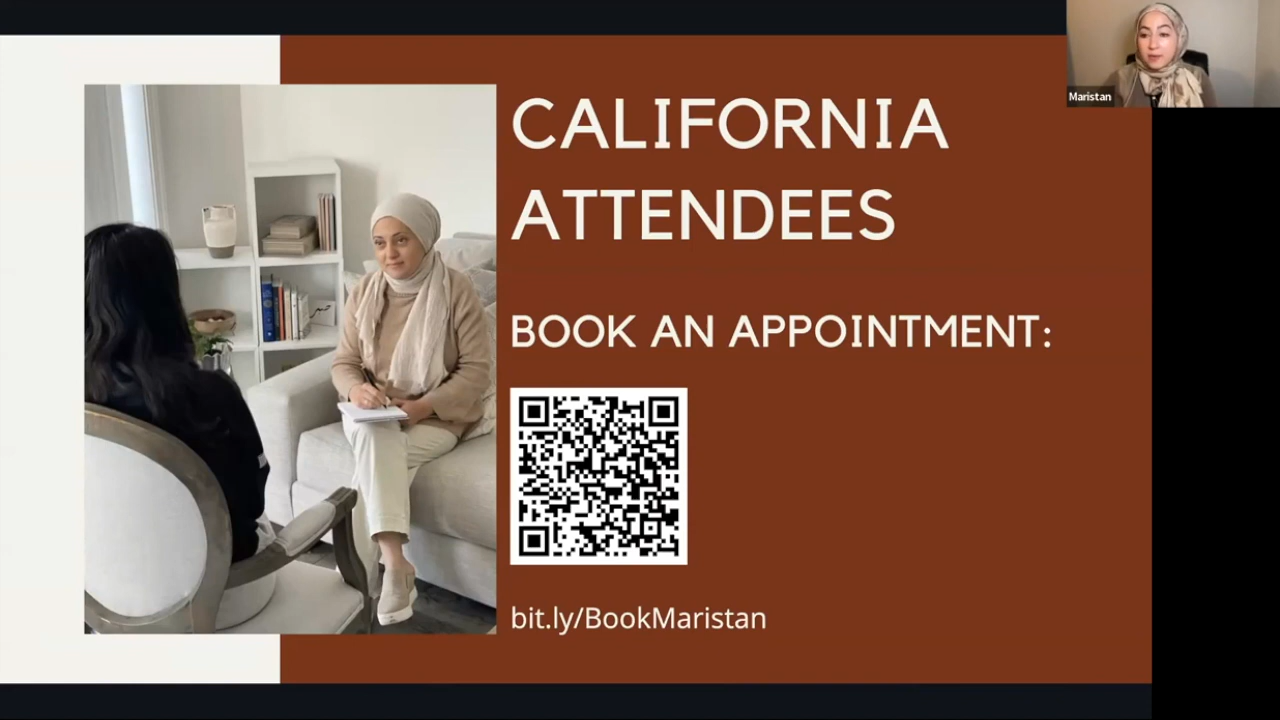 CALIFORNIA
ATTENDEES
BOOK AN APPOINTMENT:
bit.ly/BookMaristan
Maristan